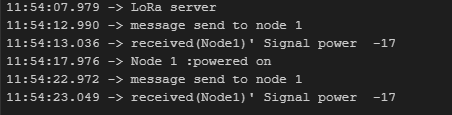 11:54:07.979 -> LoRa server
11:54:12.990 -> message send to node 1
11:54:13.036 -> received(Node1)' Signal power  -17
11:54:17.976 -> Node 1 :powered on
11:54:22.972 -> message send to node 1
11:54:23.049 -> received(Node1)' Signal power  -17